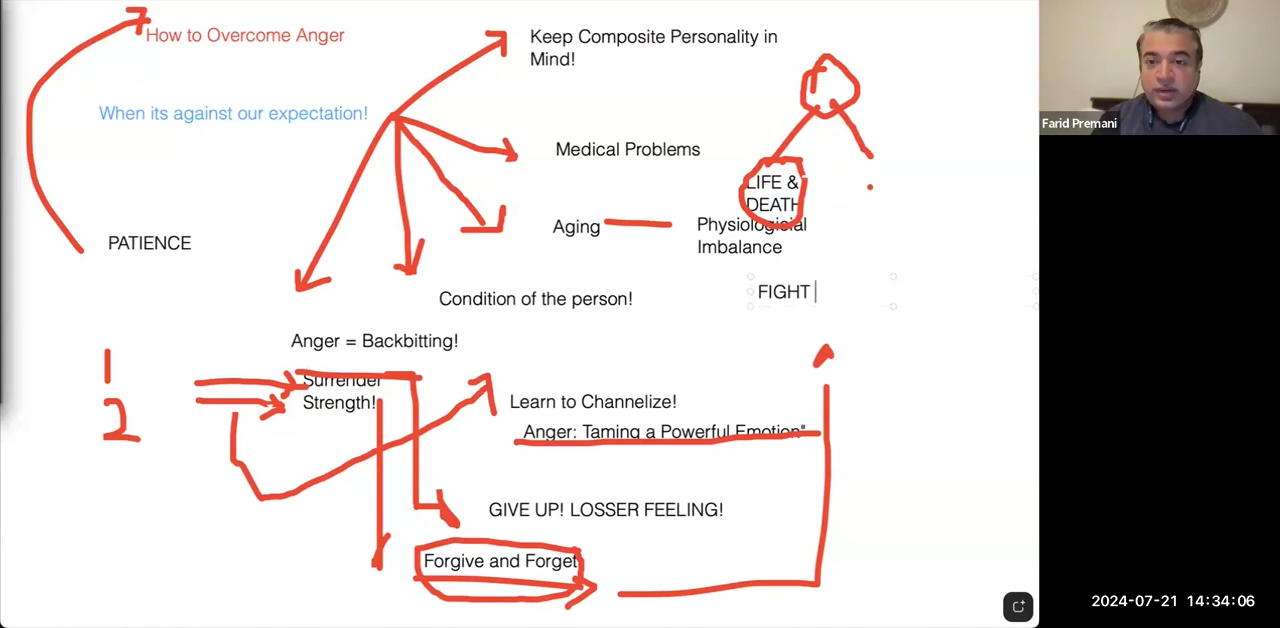 How to Overcome Anger
Keep Composite Personality in
Mind!
When its against our expectation!
Farid Premani
Medical Problems
LIFE &
DEATH
Aging
Physiologicial
Imbalance
PATIENCE
FIGHT
Condition of the person!
Anger = Backbitting!
1
2
Surrender
Strength!
Learn to Channelize!
Anger: Taming a Powerful Emotion"
GIVE UP! LOSSER FEELING!
Forgive and Forget
2024-07-21 14:34:06